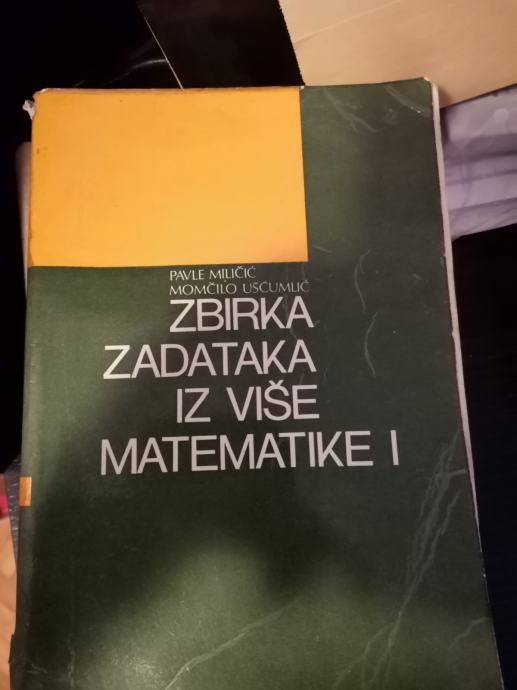 PAVLE MILIČIĆ
MOMČILO UŠĆUMLIĆ
ZBIRKA
ZADATAKA
IZ VIŠE
MATEMATIKE I